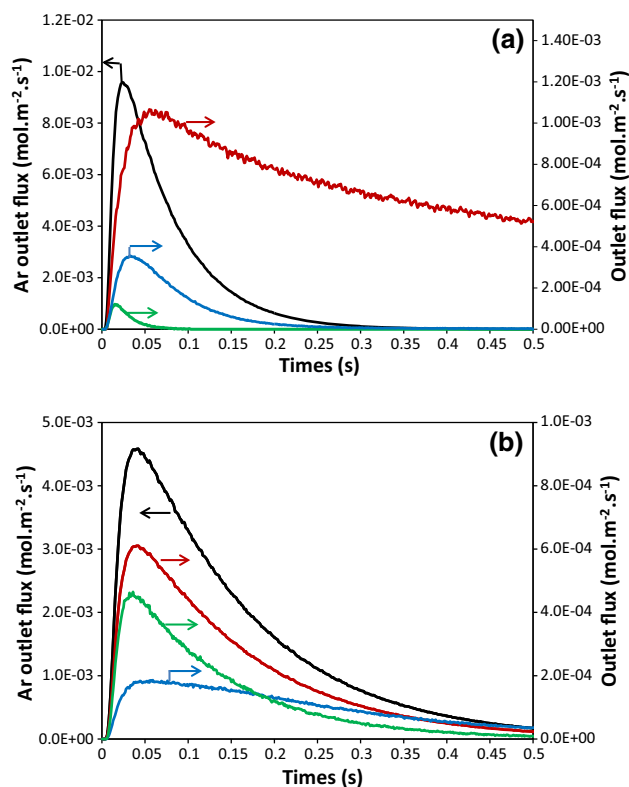 (a)
Ar outlet flux (mol.m-2.s-1)
1.2E-02
1.0E-02
8.0E-03
6.0E-03
4.0E-03
2.0E-03
0.0E+00
0
0.05
0.1
0.15
0.2
0.25
0.3
0.35
0.4
0.45
0.5
Times (s)
1.40E-03
1.20E-03
1.00E-03
8.00E-04
6.00E-04
4.00E-04
2.00E-04
0.00E+00
Outlet flux (mol.m-2.s-1)
(b)
Ar outlet flux (mol.m-2.s-1)
5.0E-03
4.0E-03
3.0E-03
2.0E-03
1.0E-03
0.0E+00
0
0.05
0.1
0.15
0.2
0.25
0.3
0.35
0.4
0.45
0.5
Times (s)
1.0E-03
8.0E-04
6.0E-04
4.0E-04
2.0E-04
0.0E+00
Outlet flux (mol.m-2.s-1)